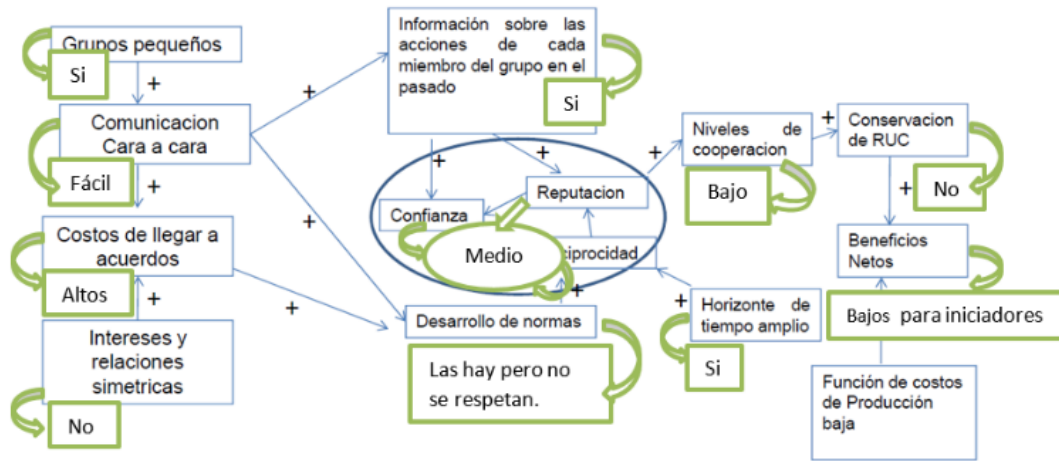 Grupos pequeños
Si
+
Comunicacion
Cara a cara
Fácil
+
Costos de llegar a
acuerdos
Altos
+
Intereses y
relaciones
simetricas
No
+
+
+
Información sobre las
acciones de cada
miembro del grupo en el
pasado
Si
+
+
Reputacion
Confianza
Medio
ciprocidad
+
Desarrollo de normas
Las hay pero no
se respetan.
+
Niveles de
cooperacion
Bajo
+
Horizonte de
tiempo amplio
Si
+
Conservacion
de RUC
No
+
Beneficios
Netos
Bajos para iniciadores
Función de costos
de Producción
baja